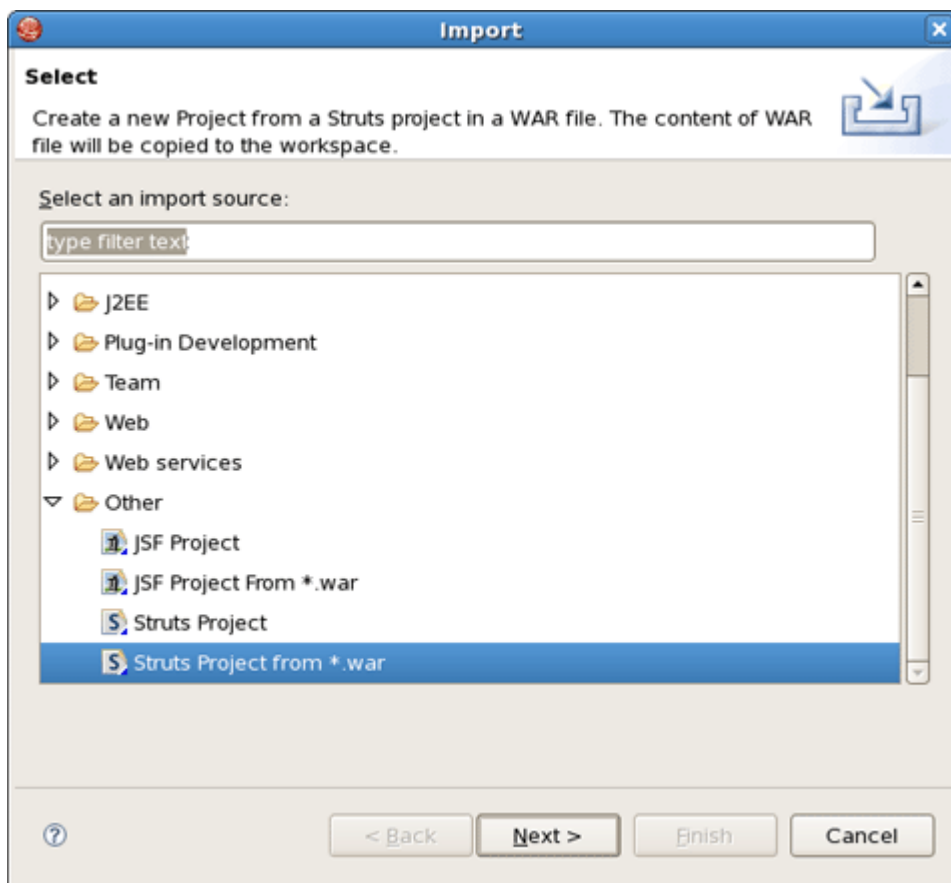 Import
Select
Create a new Project from a Struts project in a WAR file. The content of WAR
file will be copied to the workspace.
Select an import source:
type filter text
J2EE
Plug-in Development
Team
Web
Web services
Other
JSF Project
JSF Project From *.war
Struts Project
Struts Project from *.war
< Back Next > Finish Cancel